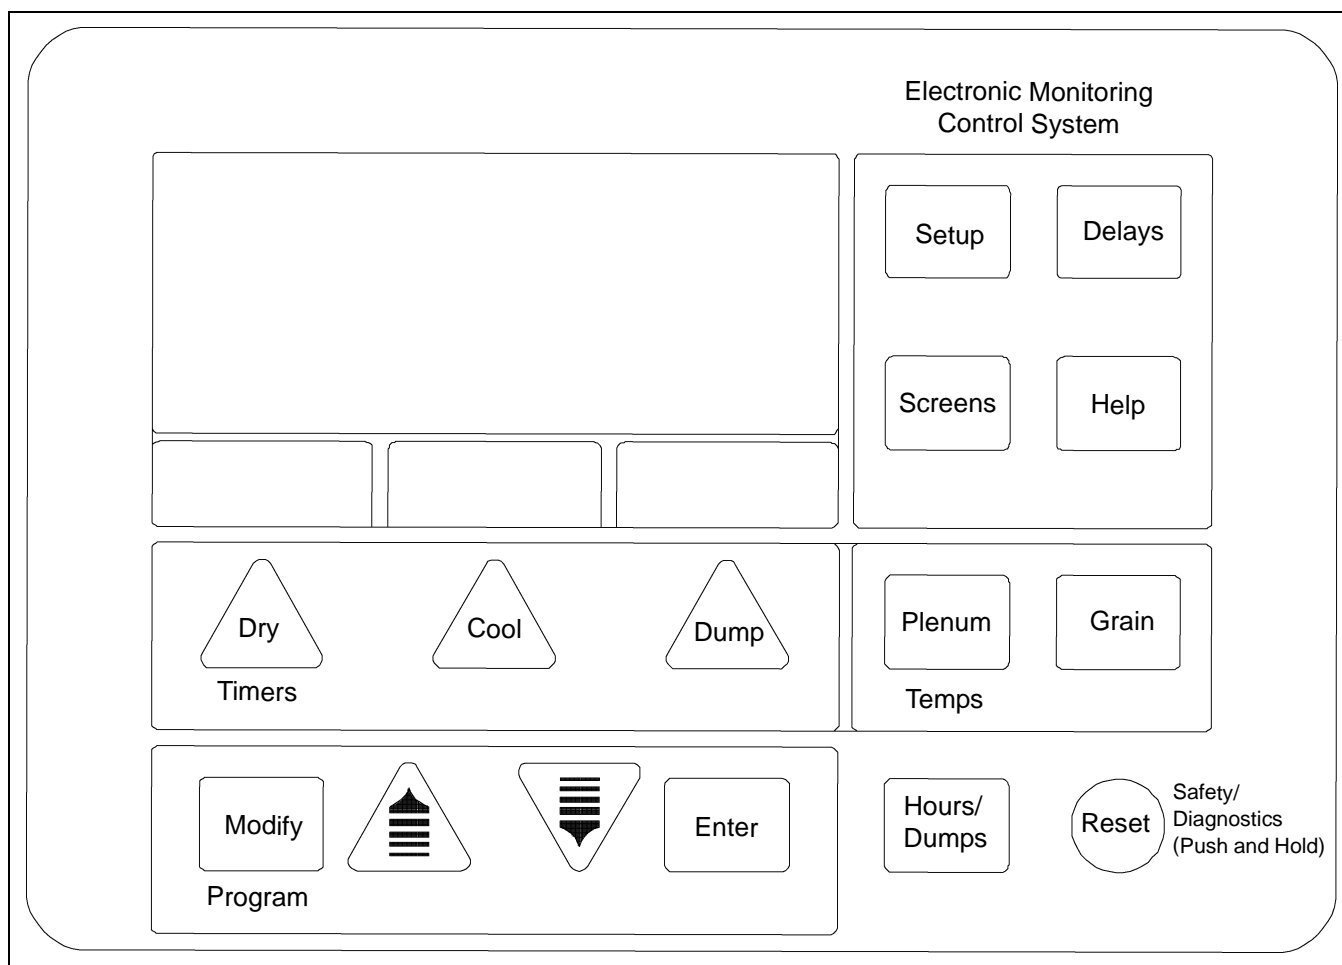 Electronic Monitoring
Control System
Setup
Delays
Screens
Help
Dry
Cool
Dump
Timers
Plenum
Grain
Temps
Modify
Enter
Program
Hours/
Dumps
Reset
Safety/
Diagnostics
(Push and Hold)